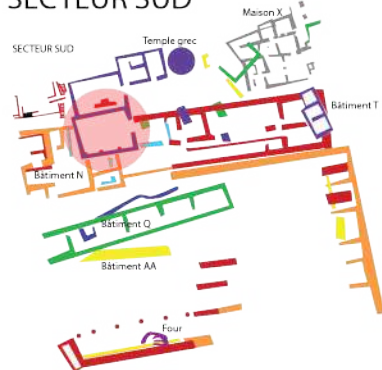 SECTEUR SUD
Maison X
Temple grec
SECTEUR SUD
Bâtiment T
Bâtiment N
Bâtiment Q
Bâtiment AA
Four